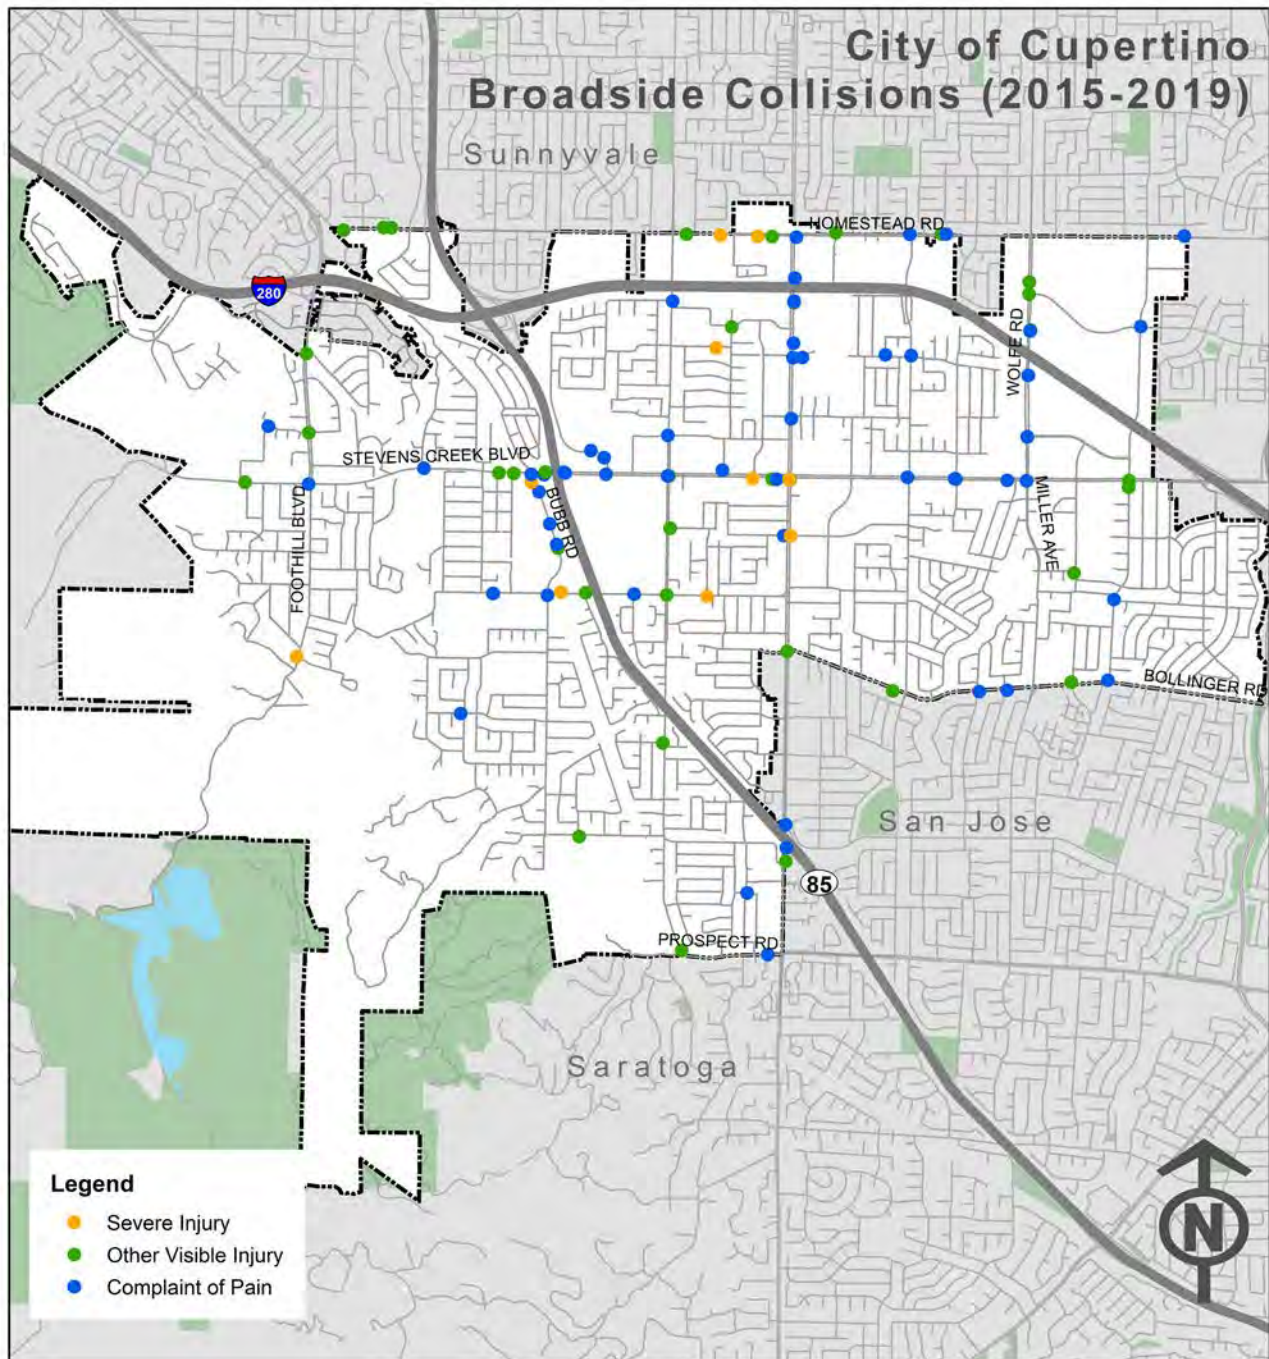 City of Cupertino
Broadside Collisions (2015-2019)
Sunnyvale
HOMESTEAD RD
280
WOLFE RD
STEVENS CREEK BLVD
FOOTHILL BLVD
BUBB RD
MILLER AVE
BOLLINGER RD
San Jose
85
PROSPECT RD
Saratoga
Legend
Severe Injury
Other Visible Injury
Complaint of Pain
N